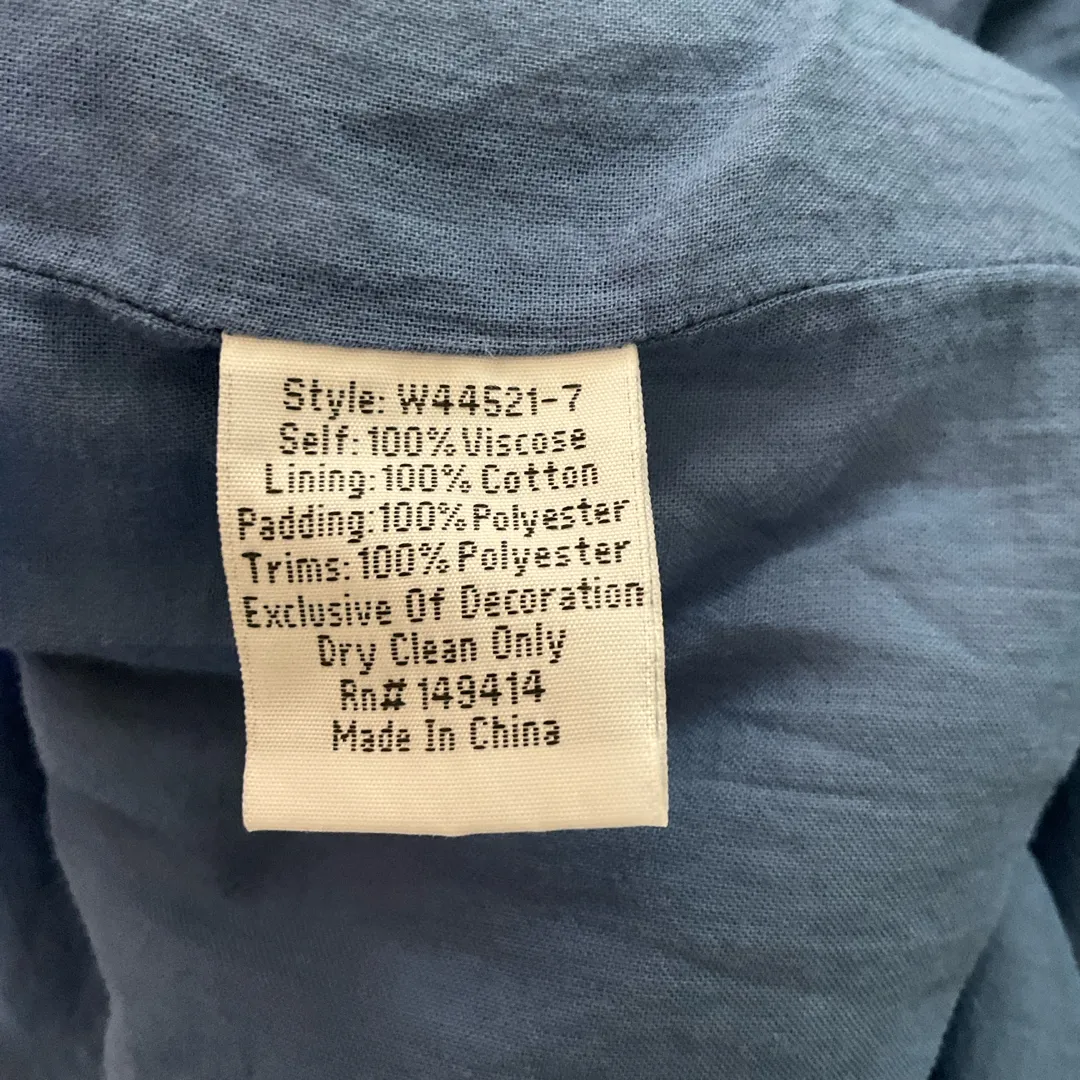 Style: W44521-7
Self: 100% Viscose
Lining: 100% Cotton
Padding: 100% Polyester
Trims: 100% Polyester
Exclusive Of Decoration
Dry Clean Only
Rn# 149414
Made In China